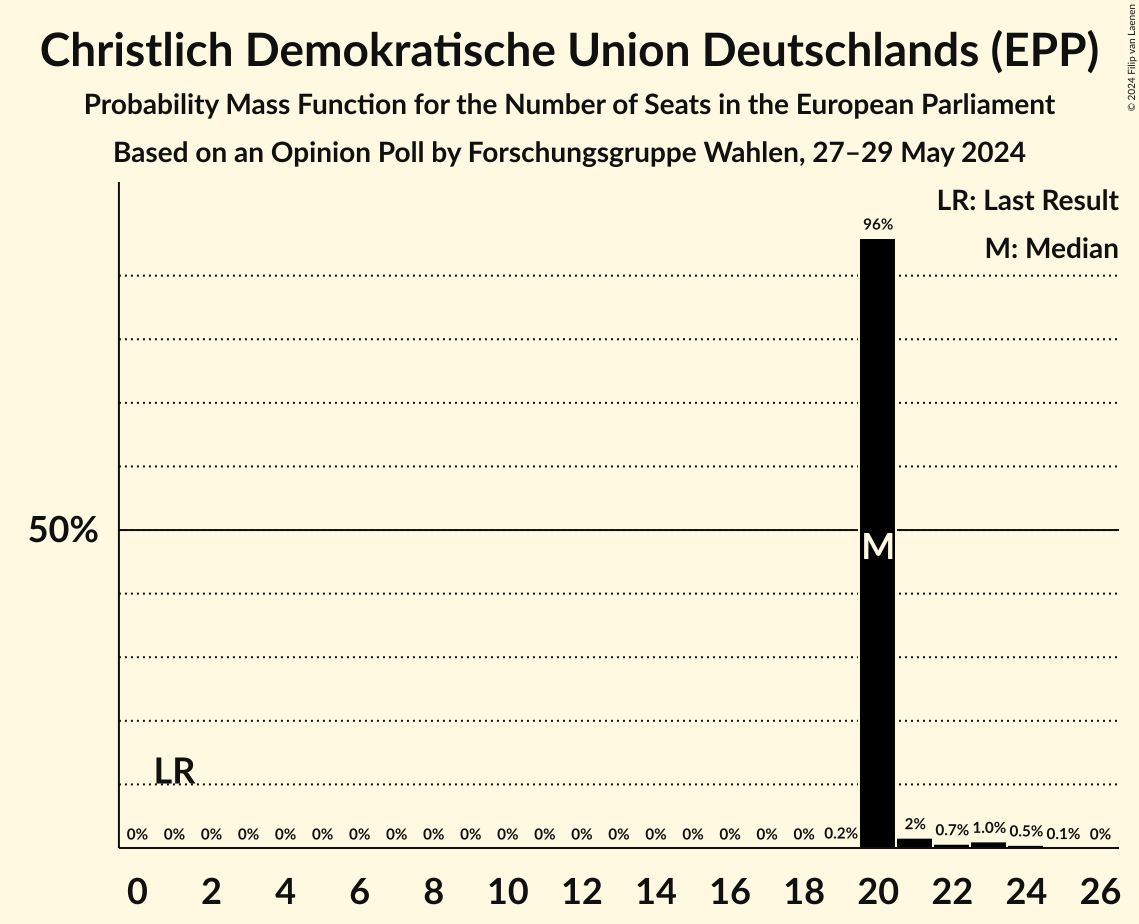 Christlich Demokratische Union Deutschlands (EPP)
Probability Mass Function for the Number of Seats in the European Parliament
Based on an Opinion Poll by Forschungsgruppe Wahlen, 27–29 May 2024
© 2024 Filip van Laenen
LR: Last Result
M: Median
96%
50%
M
LR
0% 0% 0% 0% 0% 0% 0% 0% 0% 0% 0% 0% 0% 0% 0% 0% 0% 0% 0% 0.2% 2% 0.7% 1.0% 0.5% 0.1% 0%
0 2 4 6 8 10 12 14 16 18 20 22 24 26